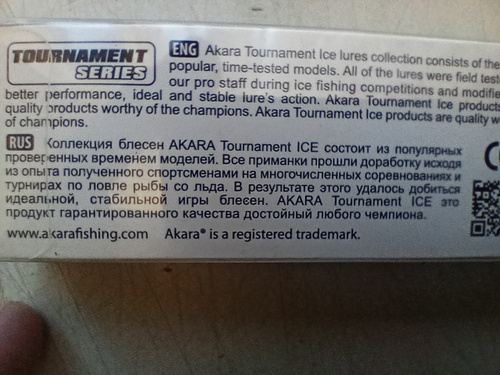 TOURNAMENT
SERIES
ENG Akara Tournament Ice lures collection consists of the
popular, time-tested models. All of the lures were field test
our pro staff during ice fishing competitions and modifie
better performance, ideal and stable lure's action. Akara Tournament Ice product
quality products worthy of the champions. Akara Tournament Ice products are quality w
of champions.
RUS Коллекция блесен AKARA Tournament ICE состоит из популярных
проверенных временем моделей. Все приманки прошли доработку исходя
из опыта полученного спортсменами на многочисленных соревнованиях и
турнирах по ловле рыбы со льда. В результате этого удалось добиться
идеальной, стабильной игры блесен. AKARA Tournament ICE это
продукт гарантированного качества достойный любого чемпиона.
www.akarafishing.com Akara® is a registered trademark.